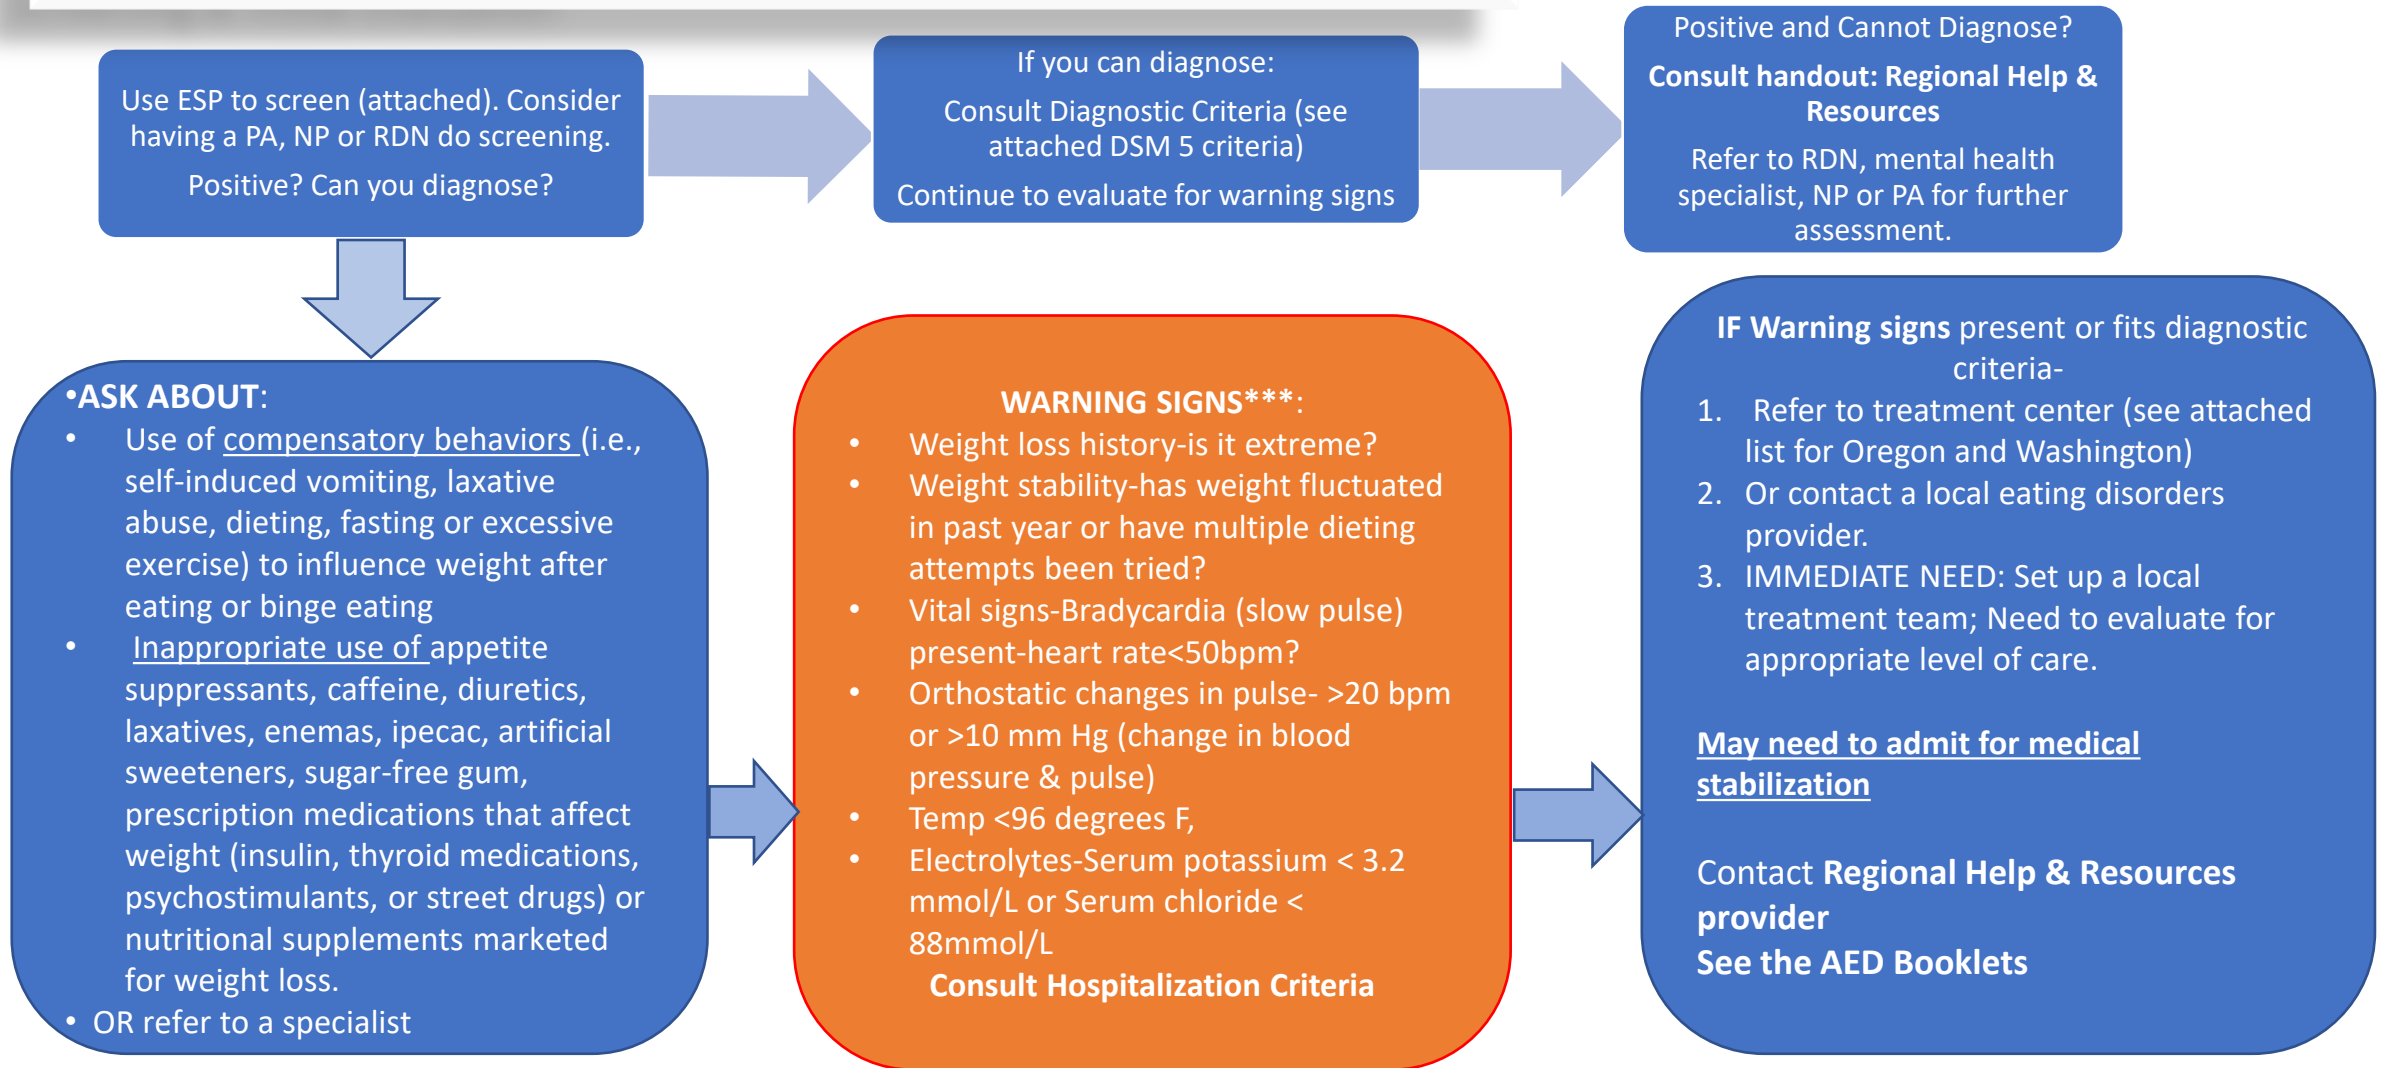 Use ESP to screen (attached). Consider
having a PA, NP or RDN do screening.
Positive? Can you diagnose?
If you can diagnose:
Consult Diagnostic Criteria (see
attached DSM 5 criteria)
Continue to evaluate for warning signs
Positive and Cannot Diagnose?
Consult handout: Regional Help &
Resources
Refer to RDN, mental health
specialist, NP or PA for further
assessment.
•ASK ABOUT:
• Use of compensatory behaviors (i.e.,
self-induced vomiting, laxative
abuse, dieting, fasting or excessive
exercise) to influence weight after
eating or binge eating
• Inappropriate use of appetite
suppressants, caffeine, diuretics,
laxatives, enemas, ipecac, artificial
sweeteners, sugar-free gum,
prescription medications that affect
weight (insulin, thyroid medications,
psychostimulants, or street drugs) or
nutritional supplements marketed
for weight loss.
• OR refer to a specialist
WARNING SIGNS***:
• Weight loss history-is it extreme?
• Weight stability-has weight fluctuated
in past year or have multiple dieting
attempts been tried?
• Vital signs-Bradycardia (slow pulse)
present-heart rate<50bpm?
• Orthostatic changes in pulse- >20 bpm
or >10 mm Hg (change in blood
pressure & pulse)
• Temp <96 degrees F,
• Electrolytes-Serum potassium < 3.2
mmol/L or Serum chloride <
88mmol/L
Consult Hospitalization Criteria
IF Warning signs present or fits diagnostic
criteria-
1. Refer to treatment center (see attached
list for Oregon and Washington)
2. Or contact a local eating disorders
provider.
3. IMMEDIATE NEED: Set up a local
treatment team; Need to evaluate for
appropriate level of care.
May need to admit for medical
stabilization
Contact Regional Help & Resources
provider
See the AED Booklets